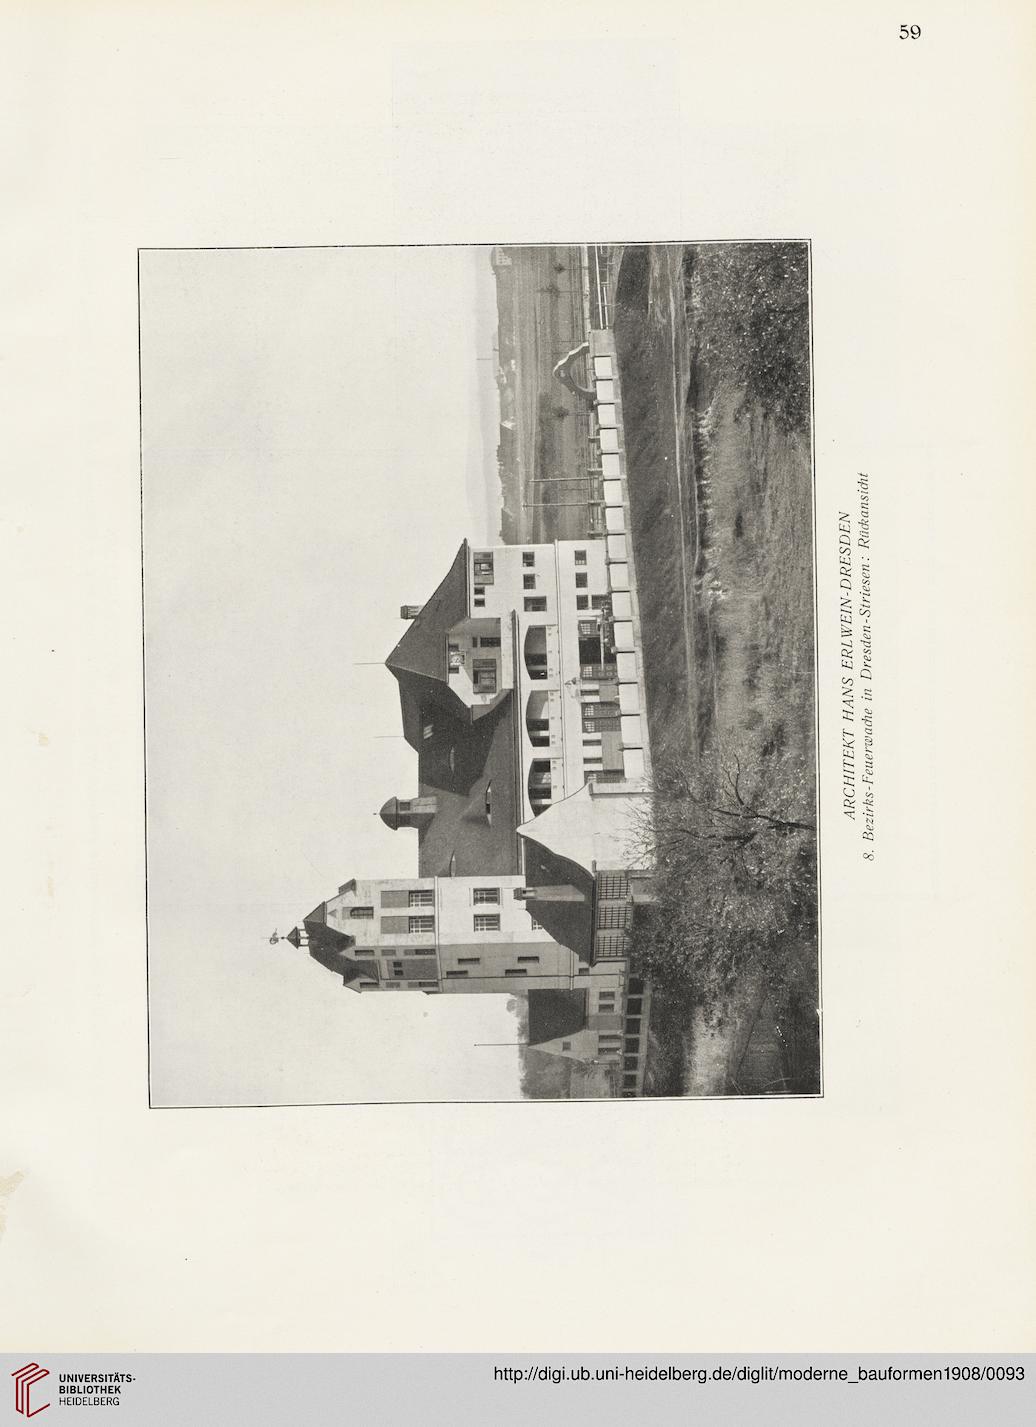 59
ARCHITEKT HANS ERLWEIN-DRESDEN
8. Bezirks-Feuerwache in Dresden-Striesen: Rückansicht
UNIVERSITÄTS-
BIBLIOTHEK
HEIDELBERG
http://digi.ub.uni-heidelberg.de/diglit/moderne_bauformen1908/0093